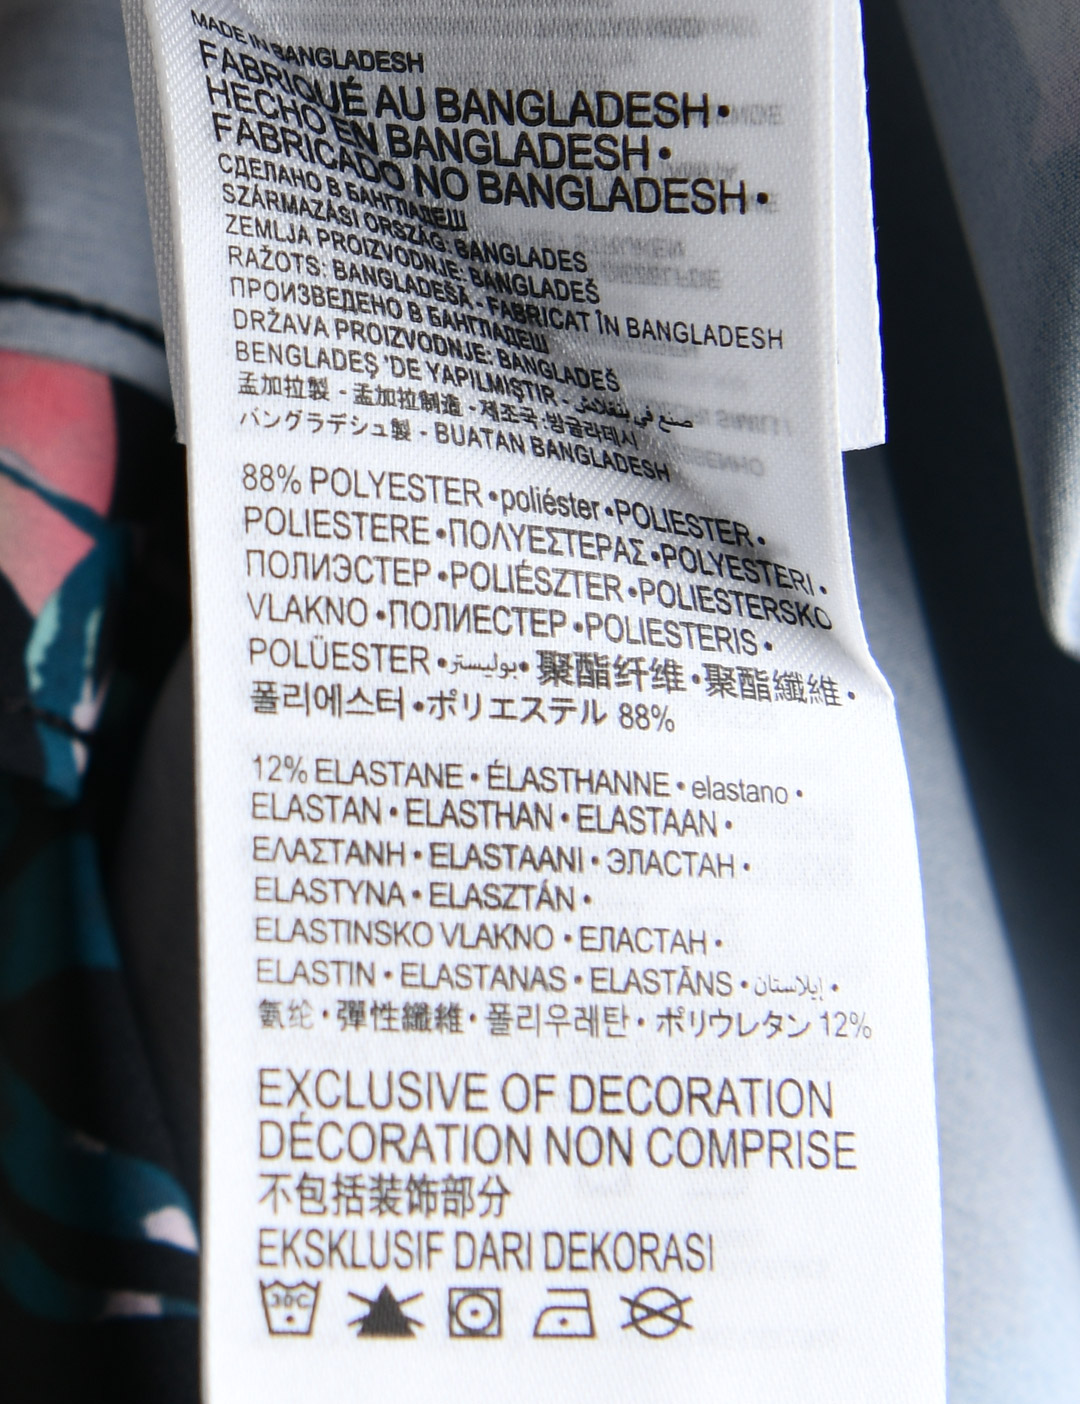 MADE IN BANGLADESH
FABRIQUÉ AU BANGLADESH •
HECHO EN BANGLADESH •
FABRICADO NO BANGLADESH •
СДЕЛАНО В БАНГЛАДЕШ
SZÁRMAZÁSI ORSZÁG: BANGLADES
ZEMLJA PROIZVODNJE: BANGLADEŠ
RAŽOTS: BANGLADEŠĀ - FABRICAT ÎN BANGLADESH
ПРОИЗВЕДЕНО В БАНГЛАДЕШ
DRŽAVA PROIZVODNJE: BANGLADEŠ
BENGLADEŞ 'DE YAPILMIŞTIR - صنع في بنغلادش
孟加拉製 - 孟加拉制造 - 제조국:방글라데시
バングラデシュ製 - BUATAN BANGLADESH
88% POLYESTER • poliéster • POLIESTER •
POLIESTERE • ΠΟΛΥΕΣΤΕΡΑΣ • POLYESTERI •
ПОЛИЭСТЕР • POLIÉSZTER • POLIESTERSKO
VLAKNO • ПОЛИЕСТЕР • POLIESTERIS •
POLÜESTER • بوليستر • 聚酯纤维 • 聚酯纖維 •
폴리에스터 • ポリエステル 88%
12% ELASTANE • ÉLASTHANNE • elastano •
ELASTAN • ELASTHAN • ELASTAAN •
ΕΛΑΣΤΑΝΗ • ELASTAANI • ЭЛАСТАН •
ELASTYNA • ELASZTÁN •
ELASTINSKO VLAKNO • ЕЛАСТАН •
ELASTIN • ELASTANAS • ELASTĀNS • إيلاستان •
氨纶 • 彈性纖維 • 폴리우레탄 • ポリウレタン 12%
EXCLUSIVE OF DECORATION
DÉCORATION NON COMPRISE
不包括装饰部分
EKSKLUSIF DARI DEKORASI
30C